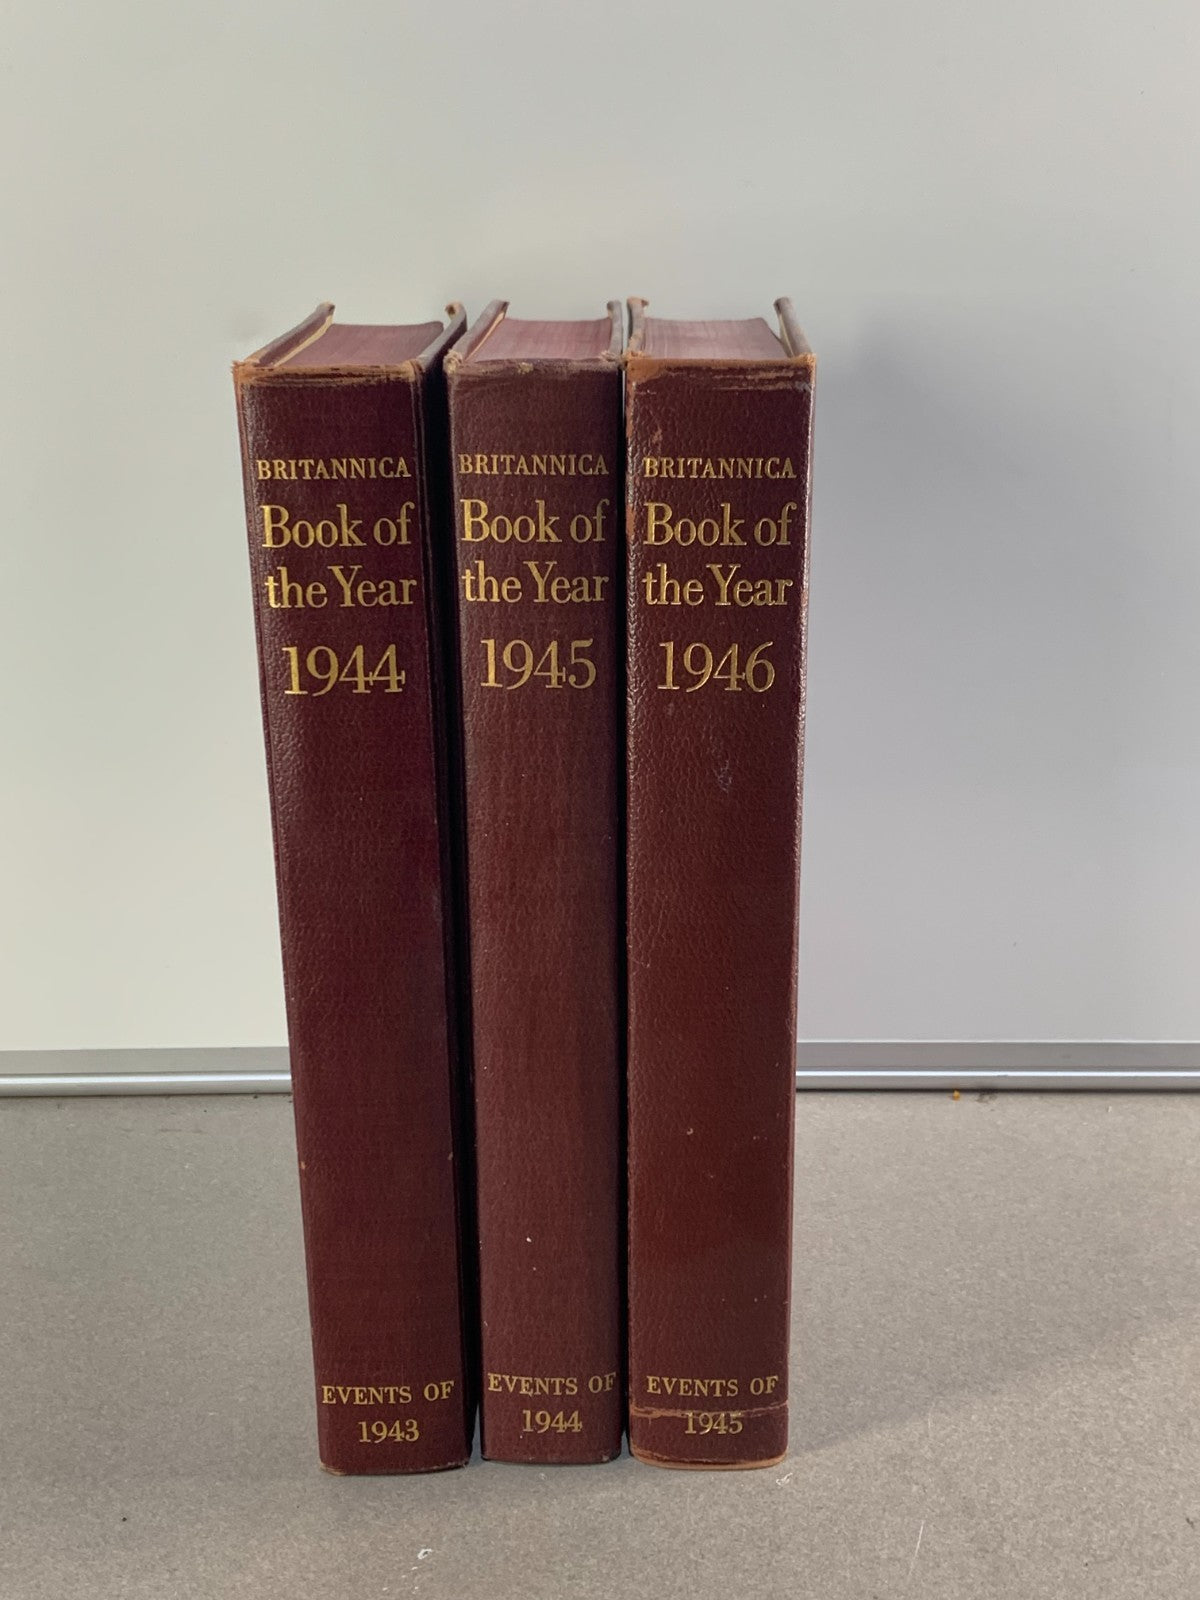 BRITANNICA
Book of
the Year
1944
EVENTS OF
1943
BRITANNICA
Book of
the Year
1945
EVENTS OF
1944
BRITANNICA
Book of
the Year
1946
EVENTS OF
1945